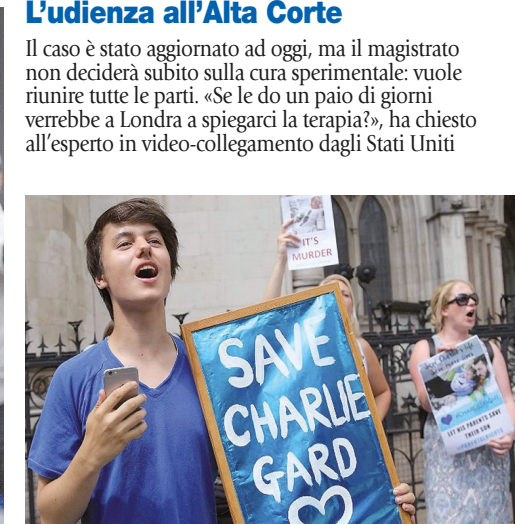 L'udienza all'Alta Corte
Il caso è stato aggiornato ad oggi, ma il magistrato
non deciderà subito sulla cura sperimentale: vuole
riunire tutte le parti. «Se le do un paio di giorni
verrebbe a Londra a spiegarci la terapia?», ha chiesto
all'esperto in video-collegamento dagli Stati Uniti
IT'S
MURDER
SAVE
CHARLIE
GARD
LET HIS PARENTS SAVE
THEIR SON